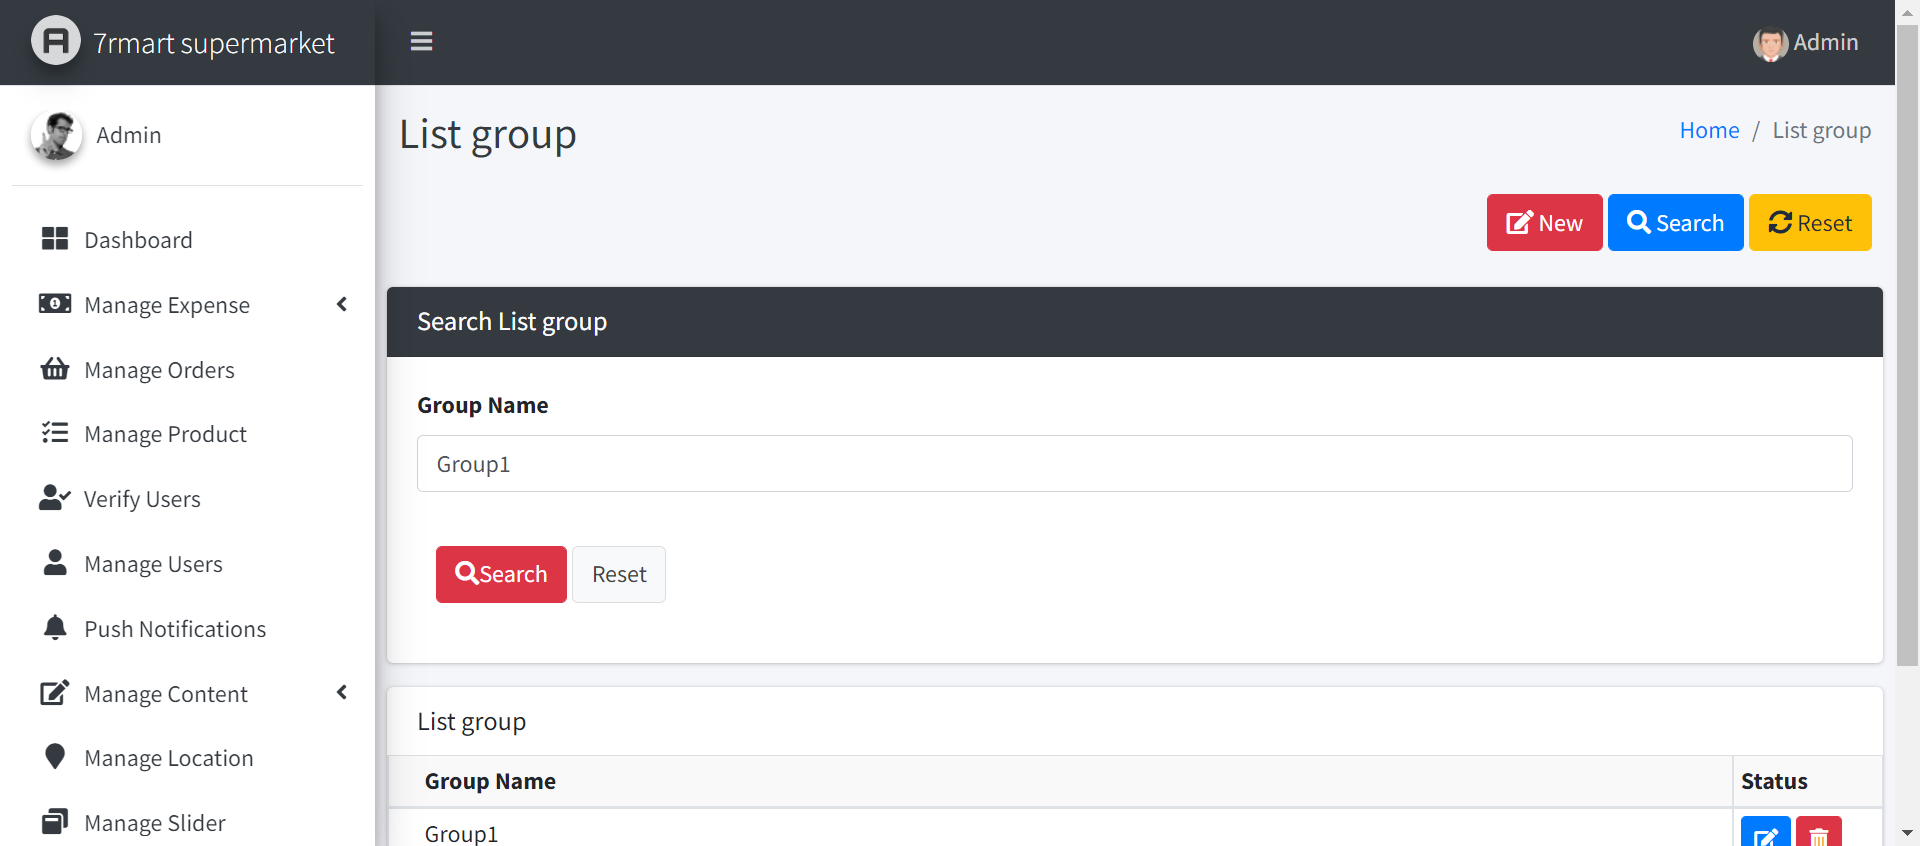 7rmart supermarket
Admin
Admin
List group
Home / List group
New
Search
Reset
Dashboard
Manage Expense
Manage Orders
Manage Product
Verify Users
Manage Users
Push Notifications
Manage Content
Manage Location
Manage Slider
Search List group
Group Name
Group1
Search
Reset
List group
Group Name
Status
Group1